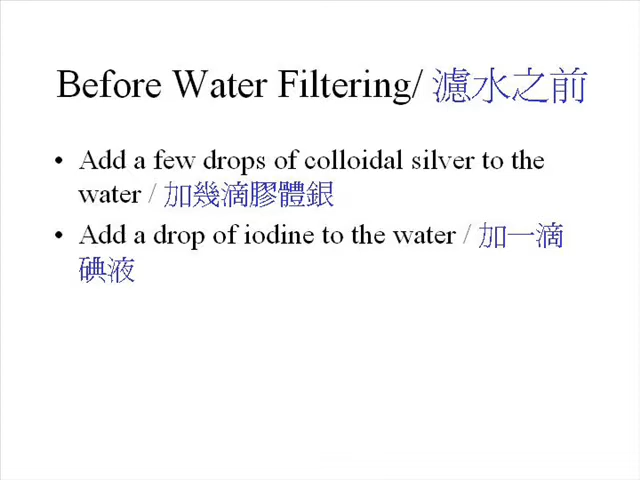 Before Water Filtering/ 濾水之前
• Add a few drops of colloidal silver to the
water / 加幾滴膠體銀
• Add a drop of iodine to the water / 加一滴
碘液